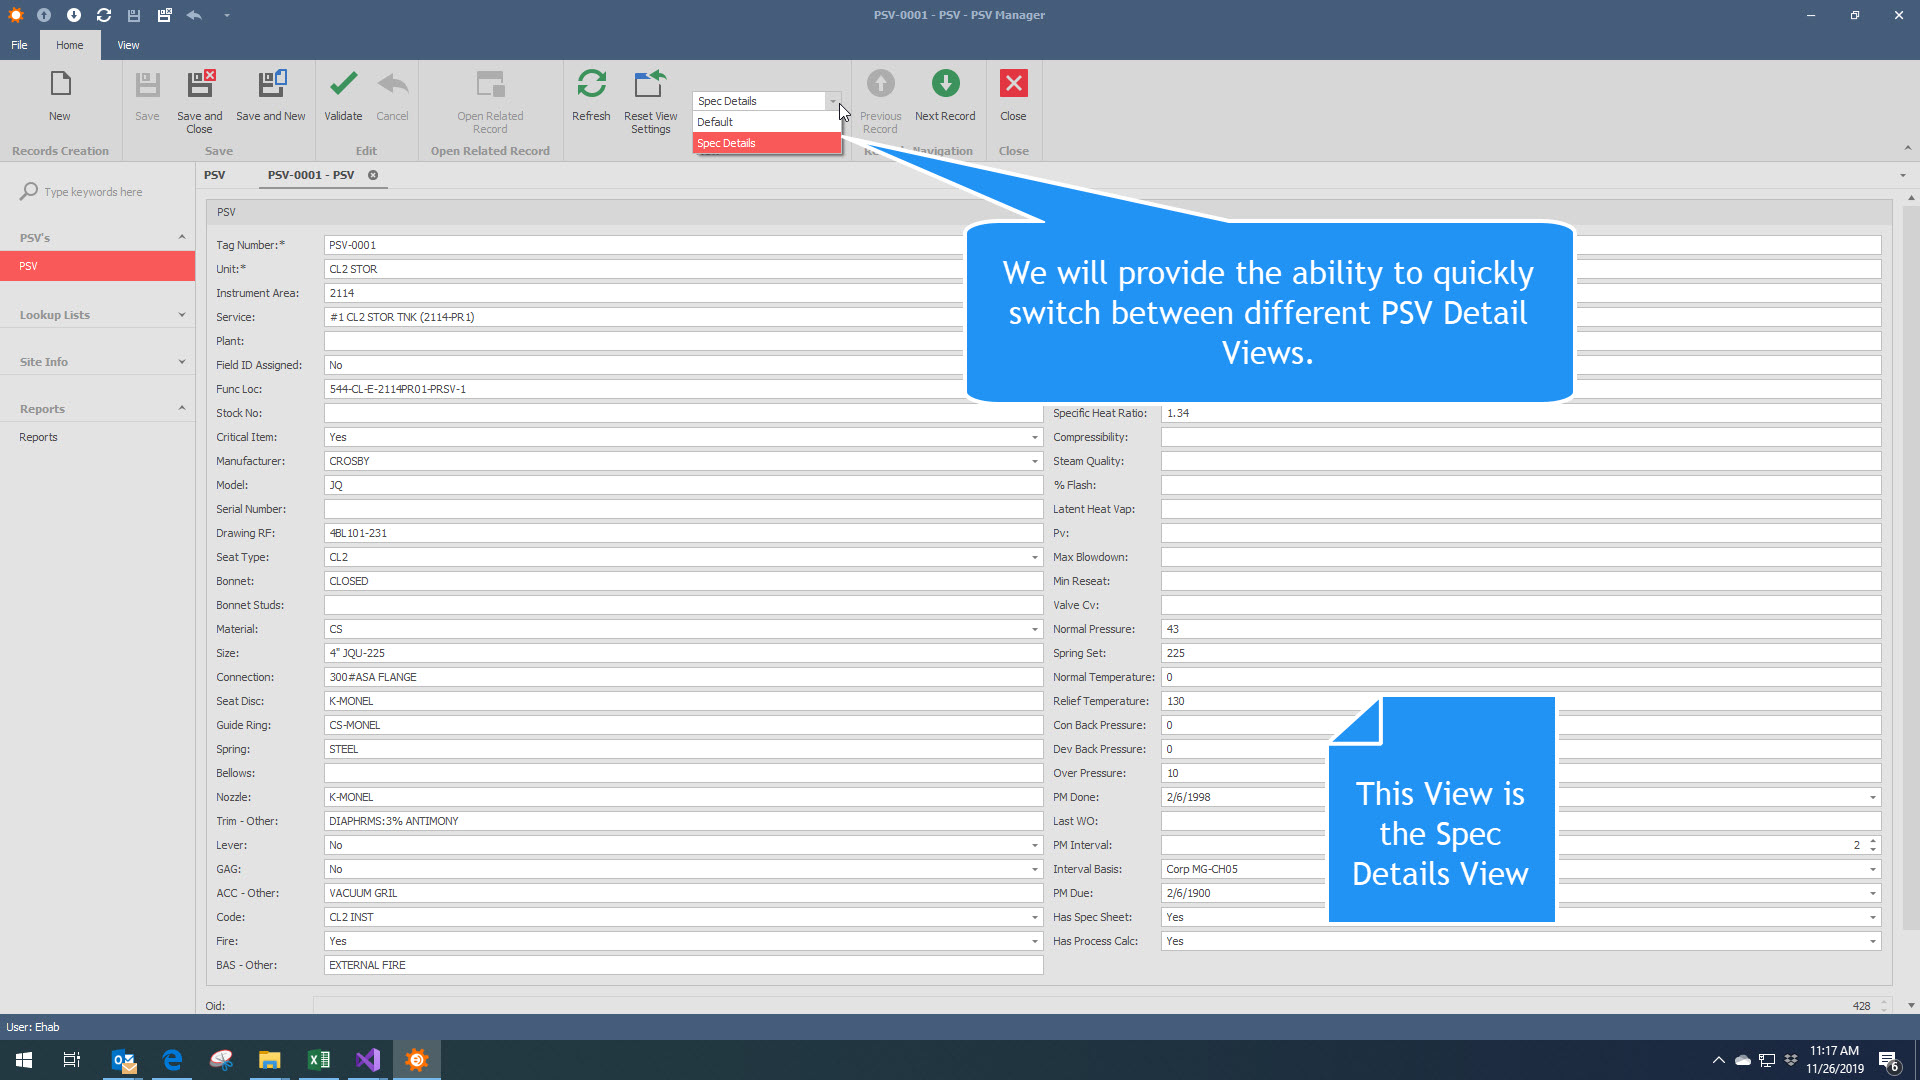 PSV-0001 - PSV - PSV Manager
File
Home
View
New
Save
Save and
Close
Save and New
Validate
Cancel
Open Related
Record
Refresh
Reset View
Settings
Spec Details
Default
Spec Details
Previous
Record
Next Record
Close
Records Creation
Save
Edit
Open Related Record
Navigation
Close
Type keywords here
PSV's
PSV
Lookup Lists
Site Info
Reports
Reports
PSV
PSV-0001 - PSV
PSV
Tag Number:* PSV-0001
Unit:* CL2 STOR
Instrument Area: 2114
Service: #1 CL2 STOR TNK (2114-PR1)
Plant:
Field ID Assigned: No
Func Loc: 544-CL-E-2114PR01-PRSV-1
Stock No:
Critical Item: Yes
Manufacturer: CROSBY
Model: JQ
Serial Number:
Drawing RF: 4BL101-231
Seat Type: CL2
Bonnet: CLOSED
Bonnet Studs:
Material: CS
Size: 4" JQU-225
Connection: 300#ASA FLANGE
Seat Disc: K-MONEL
Guide Ring: CS-MONEL
Spring: STEEL
Bellows:
Nozzle: K-MONEL
Trim - Other: DIAPHRMS:3% ANTIMONY
Lever: No
GAG: No
ACC - Other: VACUUM GRIL
Code: CL2 INST
Fire: Yes
BAS - Other: EXTERNAL FIRE
We will provide the ability to quickly
switch between different PSV Detail
Views.
Specific Heat Ratio: 1.34
Compressibility:
Steam Quality:
% Flash:
Latent Heat Vap:
Pv:
Max Blowdown:
Min Reseat:
Valve Cv:
Normal Pressure: 43
Spring Set: 225
Normal Temperature: 0
Relief Temperature: 130
Con Back Pressure: 0
Dev Back Pressure: 0
Over Pressure: 10
PM Done: 2/6/1998
Last WO:
PM Interval: 2
Interval Basis: Corp MG-CH05
PM Due: 2/6/1900
Has Spec Sheet: Yes
Has Process Calc: Yes
This View is
the Spec
Details View
Oid: 428
User: Ehab
11:17 AM
11/26/2019
6